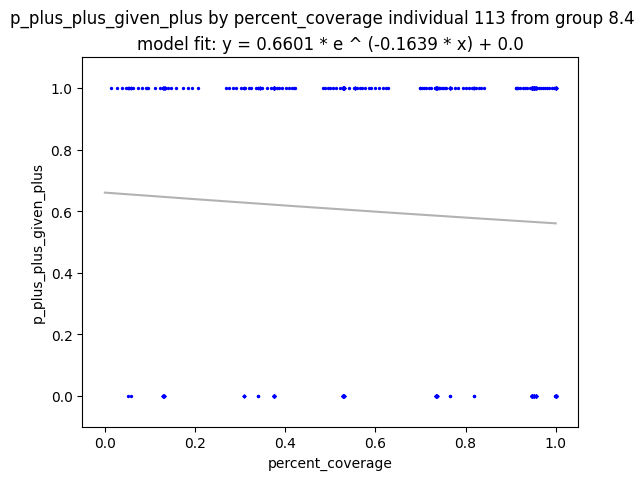 p_plus_plus_given_plus by percent_coverage individual 113 from group 8.4
model fit: y = 0.6601 * e ^ (-0.1639 * x) + 0.0
1.0
0.8
0.6
0.4
0.2
0.0
p_plus_plus_given_plus
0.0 0.2 0.4 0.6 0.8 1.0
percent_coverage